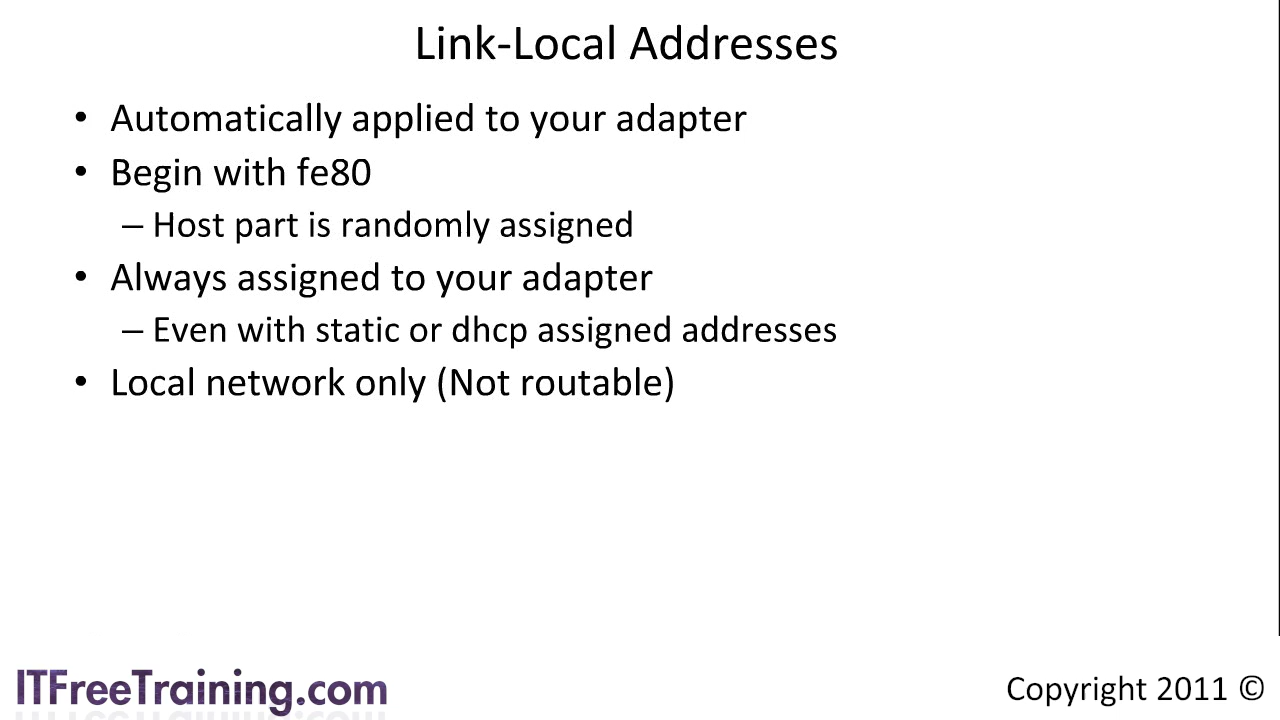 Link-Local Addresses
• Automatically applied to your adapter
• Begin with fe80
– Host part is randomly assigned
• Always assigned to your adapter
– Even with static or dhcp assigned addresses
• Local network only (Not routable)
ITFreeTraining.com
Copyright 2011 ©